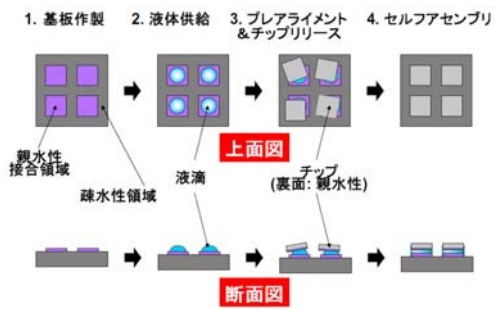 1. 基板作製
2. 液体供給
3. プレアライメント
&チップリリース
4. セルフアセンブリ
親水性
接合領域
疎水性領域
上面図
液滴
チップ
(裏面: 親水性)
断面図